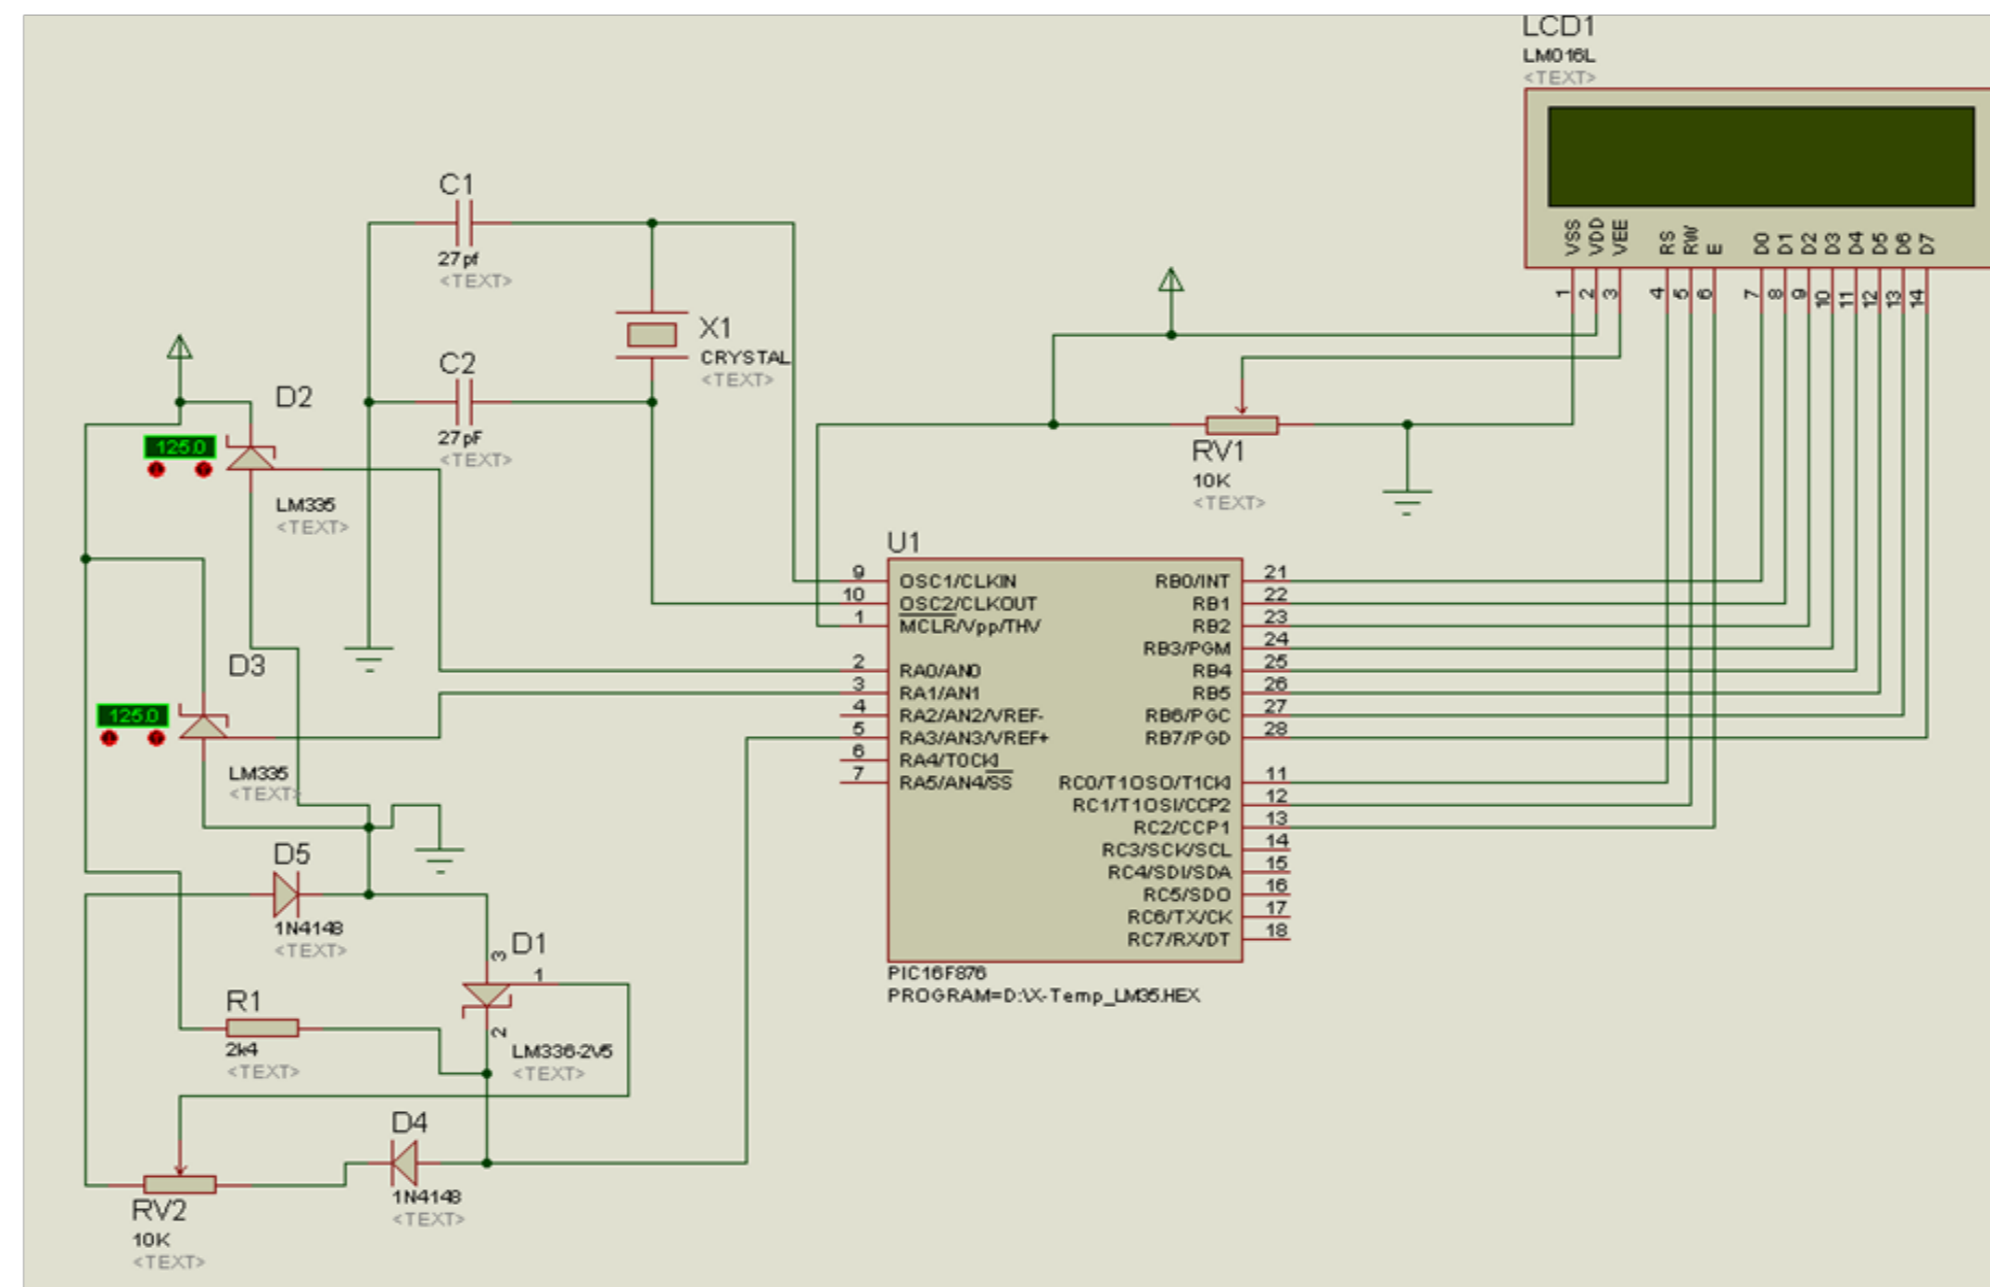 LCD1
LM016L
<TEXT>
VSS
VDD
VEE
RS
RW
E
D0
D1
D2
D3
D4
D5
D6
D7
1
2
3
4
5
6
7
8
9
10
11
12
13
14
C1
27pf
<TEXT>
X1
CRYSTAL
<TEXT>
C2
27pF
<TEXT>
D2
125.0
LM335
<TEXT>
RV1
10K
<TEXT>
D3
125.0
LM335
<TEXT>
U1
9 OSC1/CLKIN
10 OSC2/CLKOUT
1 MCLR/Vpp/THV
2 RA0/AN0
3 RA1/AN1
4 RA2/AN2/VREF-
5 RA3/AN3/VREF+
6 RA4/T0CKI
7 RA5/AN4/SS
RB0/INT 21
RB1 22
RB2 23
RB3/PGM 24
RB4 25
RB5 26
RB6/PGC 27
RB7/PGD 28
RC0/T1OSO/T1CKI 11
RC1/T1OSI/CCP2 12
RC2/CCP1 13
RC3/SCK/SCL 14
RC4/SDI/SDA 15
RC5/SDO 16
RC6/TX/CK 17
RC7/RX/DT 18
PIC16F876
PROGRAM=D:\X-Temp_LM35.HEX
D5
1N4148
<TEXT>
D1
3
1
2
LM336-2V5
<TEXT>
R1
2k4
<TEXT>
D4
1N4148
<TEXT>
RV2
10K
<TEXT>